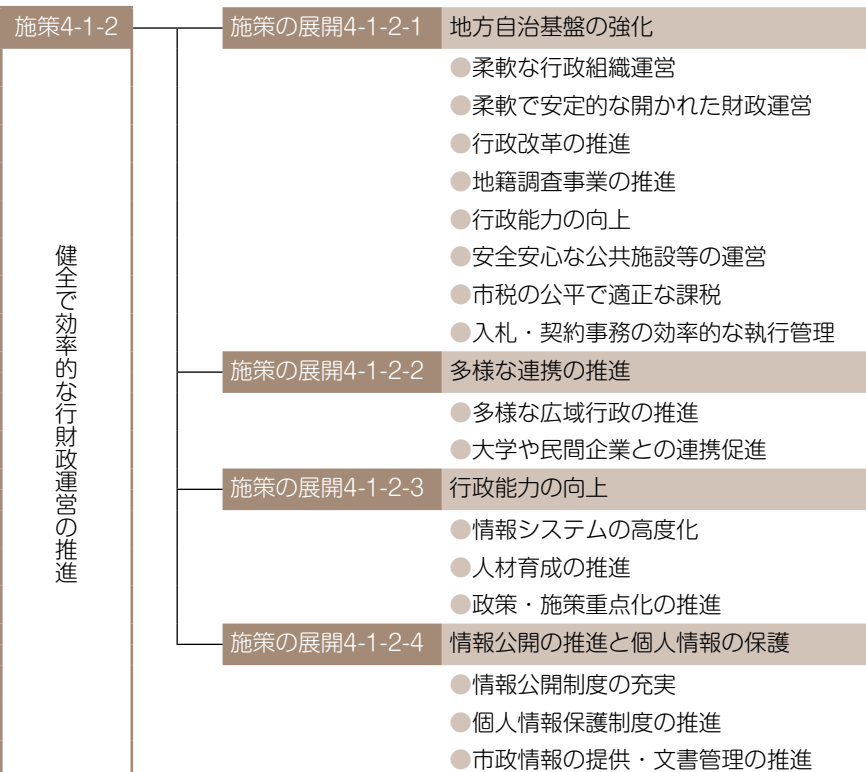 施策4-1-2
健全で効率的な行財政運営の推進
施策の展開4-1-2-1 地方自治基盤の強化
●柔軟な行政組織運営
●柔軟で安定的な開かれた財政運営
●行政改革の推進
●地籍調査事業の推進
●行政能力の向上
●安全安心な公共施設等の運営
●市税の公平で適正な課税
●入札・契約事務の効率的な執行管理
施策の展開4-1-2-2 多様な連携の推進
●多様な広域行政の推進
●大学や民間企業との連携促進
施策の展開4-1-2-3 行政能力の向上
●情報システムの高度化
●人材育成の推進
●政策・施策重点化の推進
施策の展開4-1-2-4 情報公開の推進と個人情報の保護
●情報公開制度の充実
●個人情報保護制度の推進
●市政情報の提供・文書管理の推進